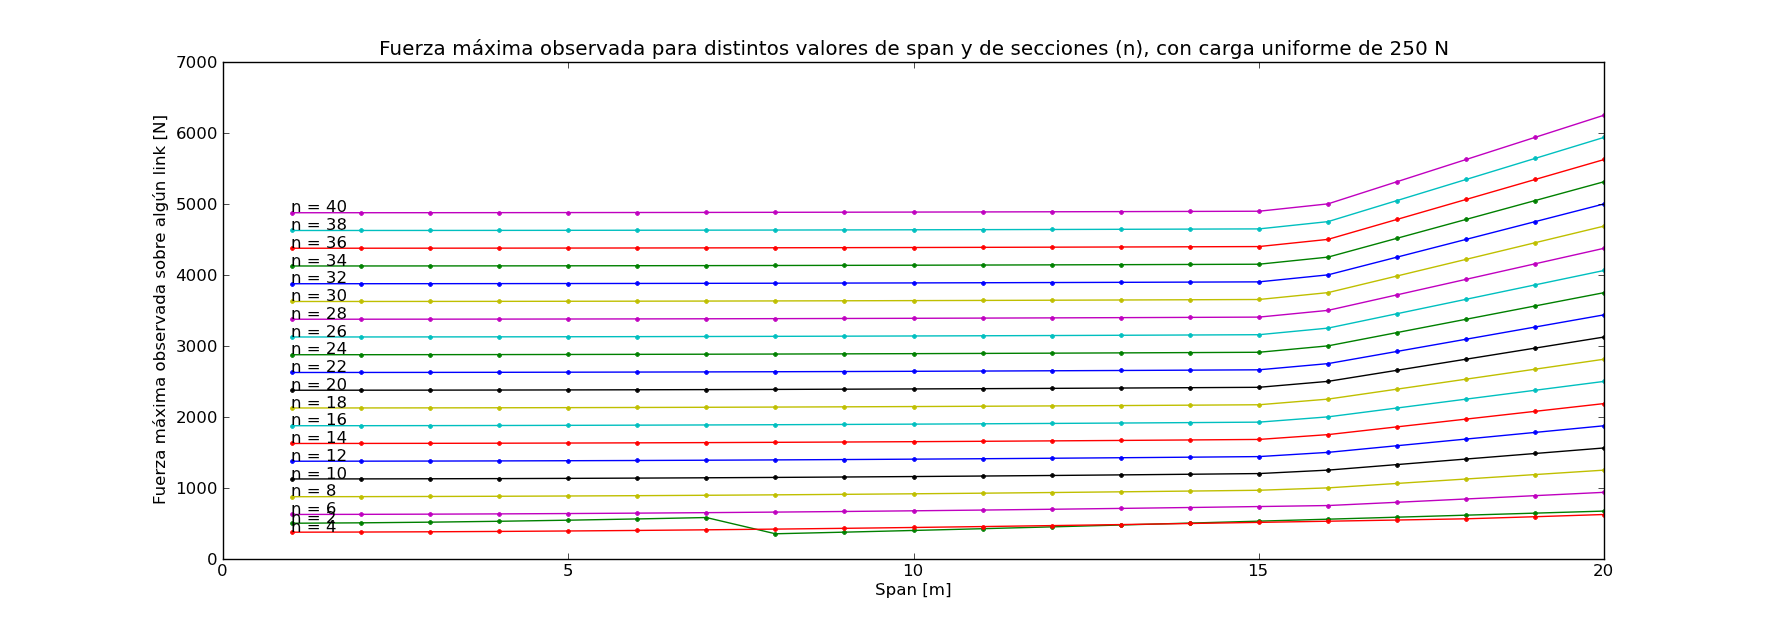 Fuerza máxima observada para distintos valores de span y de secciones (n), con carga uniforme de 250 N
Fuerza máxima observada sobre algún link [N]
7000
6000
5000
4000
3000
2000
1000
0
n = 40
n = 38
n = 36
n = 34
n = 32
n = 30
n = 28
n = 26
n = 24
n = 22
n = 20
n = 18
n = 16
n = 14
n = 12
n = 10
n = 8
n = 6
n = 2
n = 4
0 5 10 15 20
Span [m]